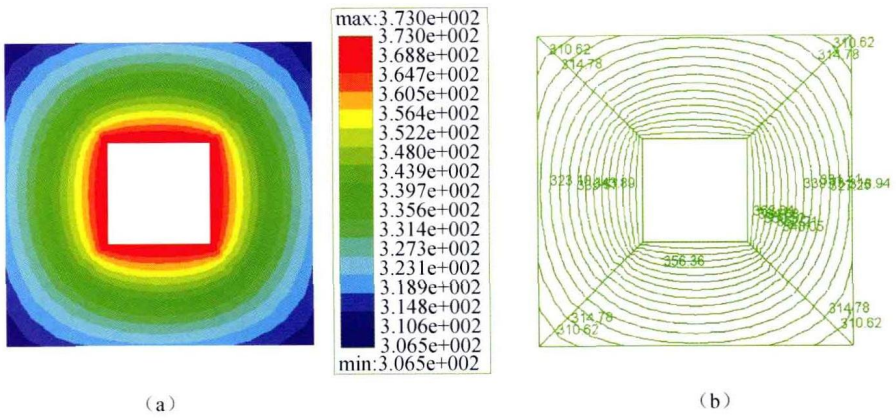 max:3.730e+002
3.730e+002
3.688e+002
3.647e+002
3.605e+002
3.564e+002
3.522e+002
3.480e+002
3.439e+002
3.397e+002
3.356e+002
3.314e+002
3.273e+002
3.231e+002
3.189e+002
3.148e+002
3.106e+002
3.065e+002
min:3.065e+002
310.62
314.78
310.62
314.78
356.36
314.78
310.62
314.78
310.62
（a）
（b）